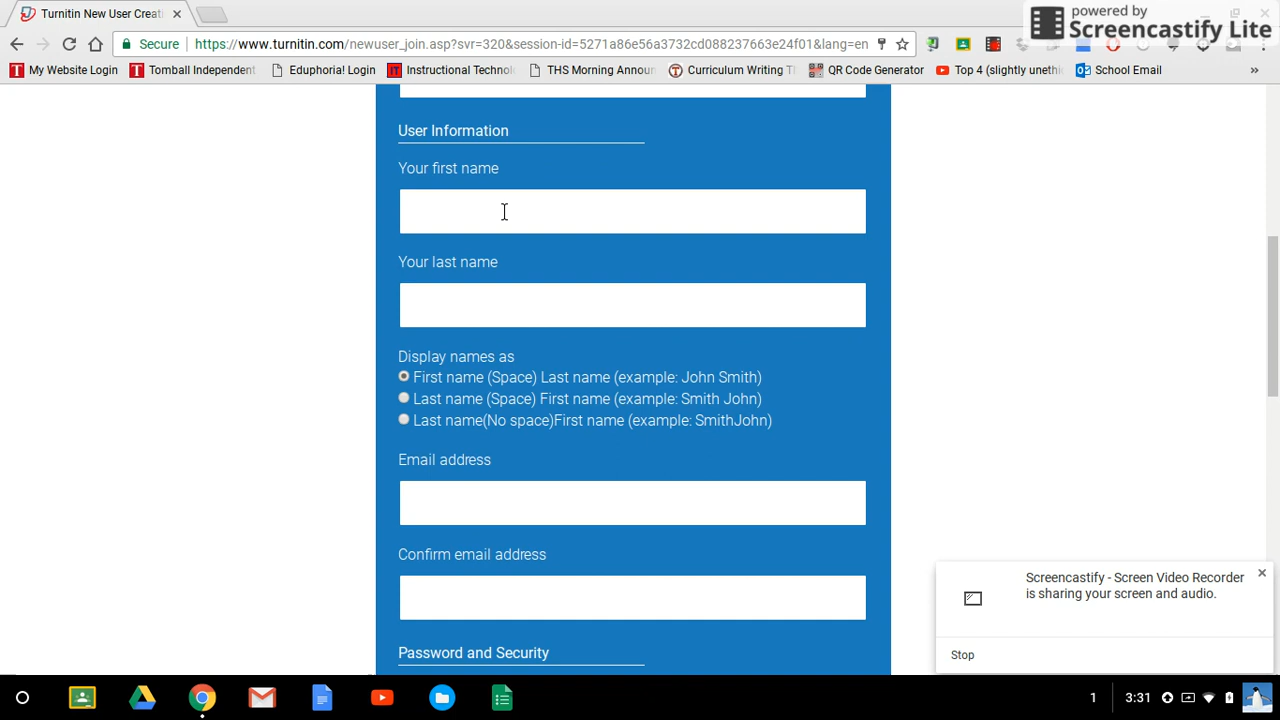 Turnitin New User Creati
powered by
Screencastify Lite
Secure https://www.turnitin.com/newuser_join.asp?svr=320&session-id=5271a86e56a3732cd088237663e24f01&lang=en
My Website Login Tomball Independent Eduphoria! Login Instructional Techno THS Morning Annou Curriculum Writing T QR Code Generator Top 4 (slightly unethi School Email »
User Information
Your first name
Your last name
Display names as
First name (Space) Last name (example: John Smith)
Last name (Space) First name (example: Smith John)
Last name(No space)First name (example: SmithJohn)
Email address
Confirm email address
Screencastify - Screen Video Recorder
is sharing your screen and audio.
Password and Security
Stop
1 3:31